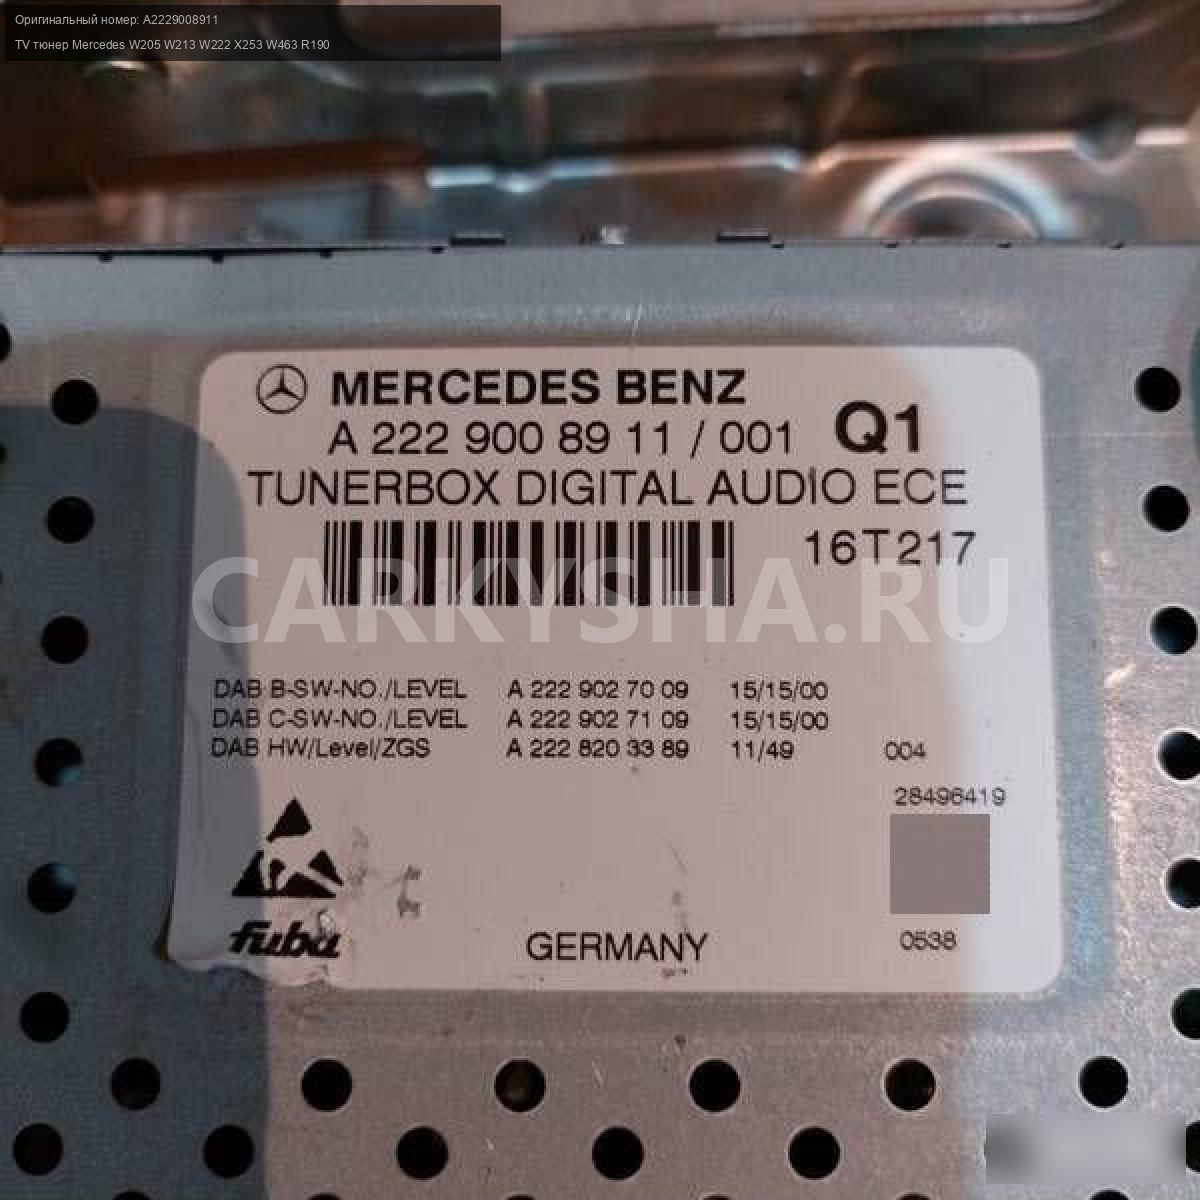 Оригинальный номер: A2229008911
TV тюнер Mercedes W205 W213 W222 X253 W463 R190
MERCEDES BENZ
A 222 900 89 11 / 001 Q1
TUNERBOX DIGITAL AUDIO ECE
16T217
CARKYSHA.RU
DAB B-SW-NO./LEVEL A 222 902 70 09 15/15/00
DAB C-SW-NO./LEVEL A 222 902 71 09 15/15/00
DAB HW/Level/ZGS A 222 820 33 89 11/49 004
28496419
fuba
GERMANY
0538